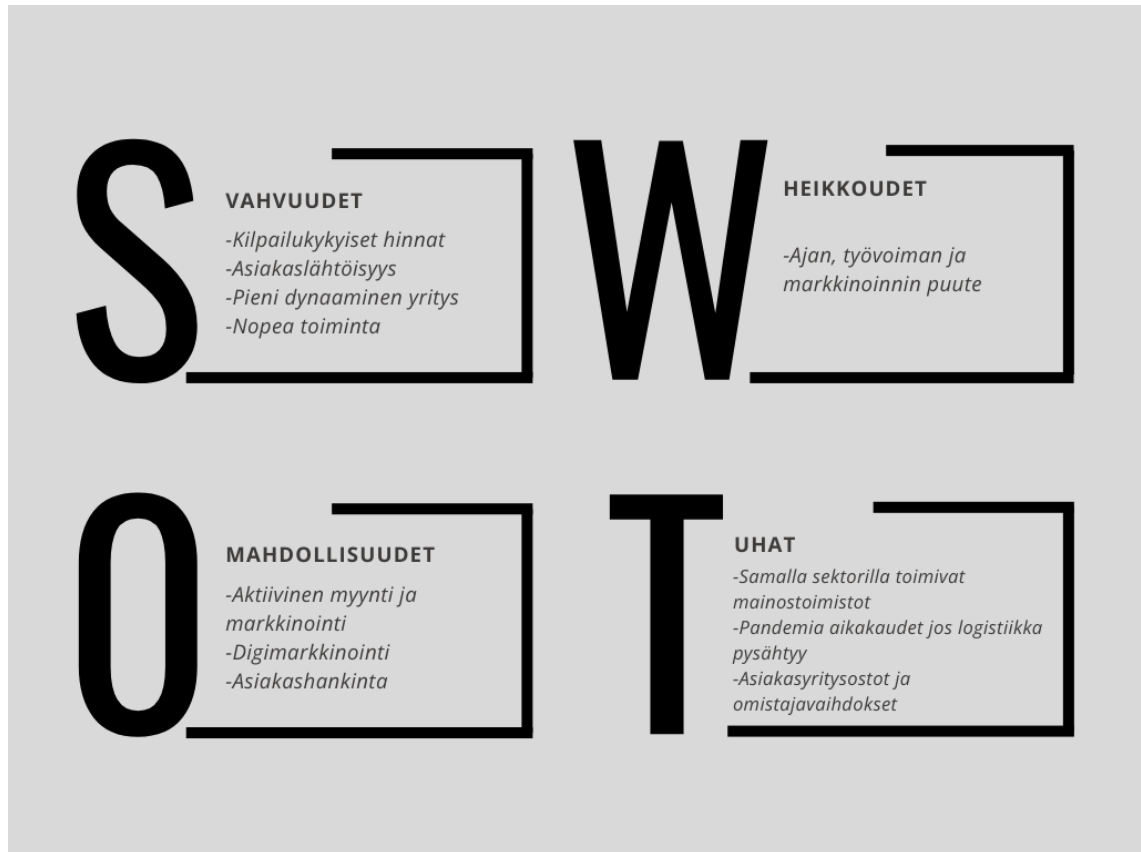 S
VAHVUUDET
-Kilpailukykyiset hinnat
-Asiakaslähtöisyys
-Pieni dynaaminen yritys
-Nopea toiminta
W
HEIKKOUDET
-Ajan, työvoiman ja
markkinoinnin puute
O
MAHDOLLISUUDET
-Aktiivinen myynti ja
markkinointi
-Digimarkkinointi
-Asiakashankinta
T
UHAT
-Samalla sektorilla toimivat
mainostoimistot
-Pandemia aikakaudet jos logistiikka
pysähtyy
-Asiakasyritysostot ja
omistajavaihdokset